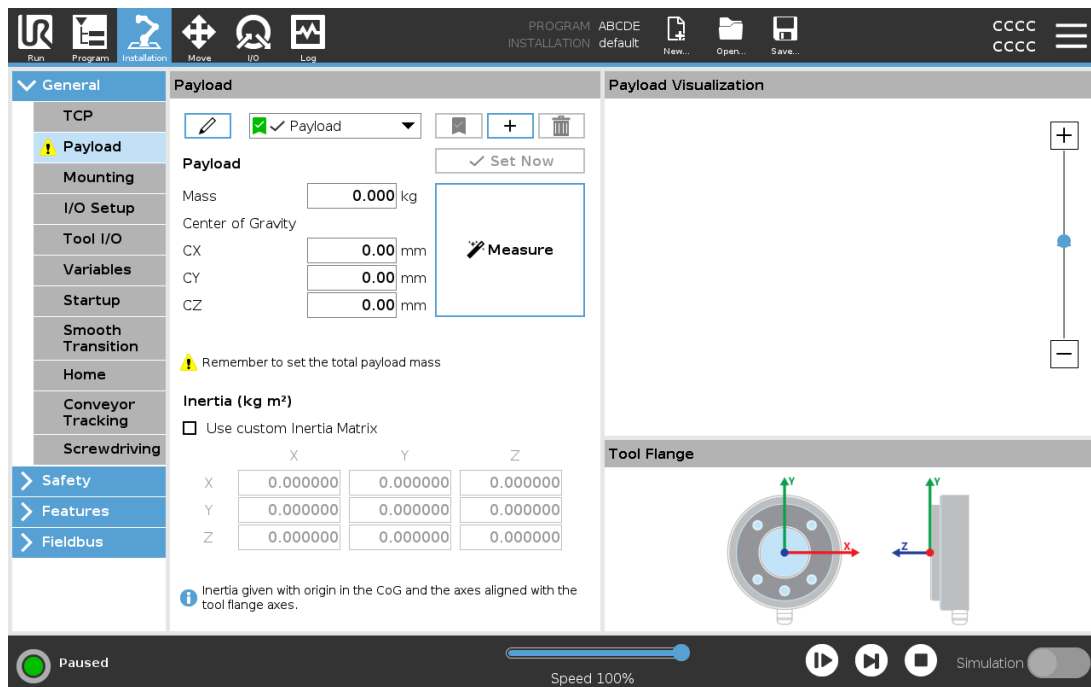 PROGRAM ABCDE
INSTALLATION default
CCCC
CCCC
Run Program Installation Move I/O Log New... Open... Save...
General
TCP
Payload
Mounting
I/O Setup
Tool I/O
Variables
Startup
Smooth
Transition
Home
Conveyor
Tracking
Screwdriving
Safety
Features
Fieldbus
Payload
Payload
Payload
Set Now
Mass 0.000 kg
Center of Gravity
CX 0.00 mm
CY 0.00 mm
CZ 0.00 mm
Measure
Remember to set the total payload mass
Inertia (kg m²)
Use custom Inertia Matrix
X Y Z
X 0.000000 0.000000 0.000000
Y 0.000000 0.000000 0.000000
Z 0.000000 0.000000 0.000000
Inertia given with origin in the CoG and the axes aligned with the
tool flange axes.
Payload Visualization
Tool Flange
Y
X
Y
Z
Paused
Speed 100%
Simulation